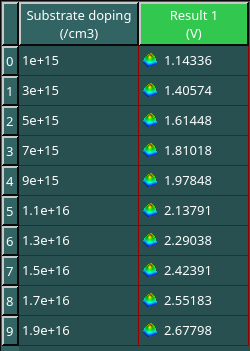 Substrate doping Result 1
(/cm3) (V)
0 1e+15 1.14336
1 3e+15 1.40574
2 5e+15 1.61448
3 7e+15 1.81018
4 9e+15 1.97848
5 1.1e+16 2.13791
6 1.3e+16 2.29038
7 1.5e+16 2.42391
8 1.7e+16 2.55183
9 1.9e+16 2.67798